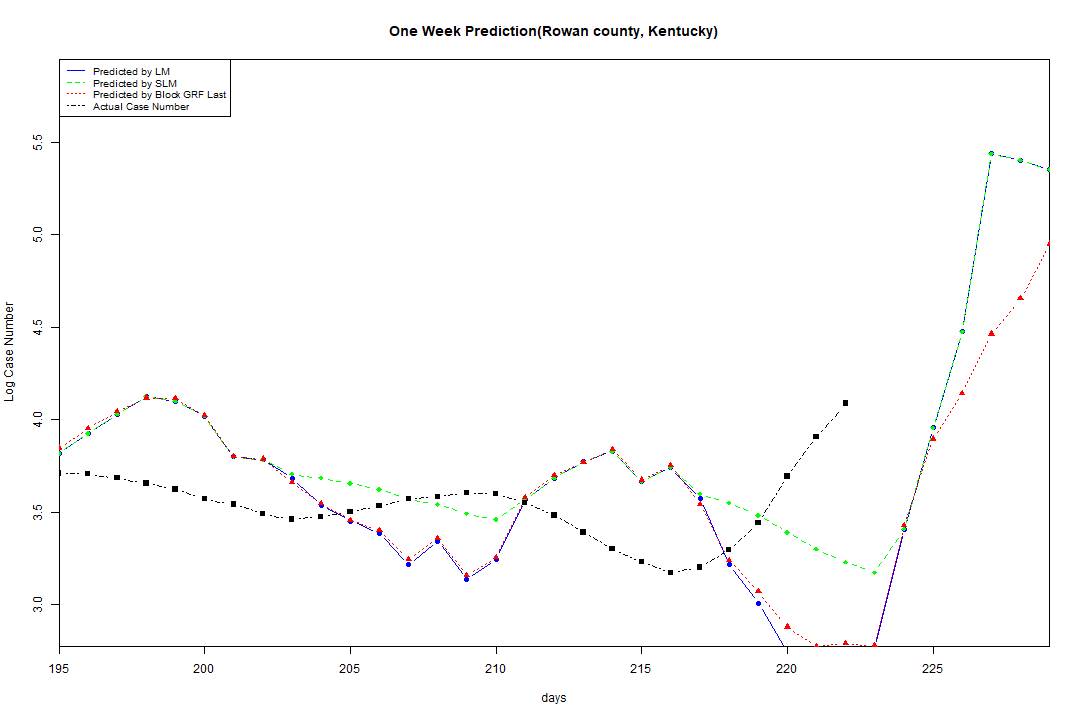 One Week Prediction(Rowan county, Kentucky)
Predicted by LM
Predicted by SLM
Predicted by Block GRF Last
Actual Case Number
5.5
5.0
4.5
4.0
3.5
3.0
Log Case Number
195 200 205 210 215 220 225
days